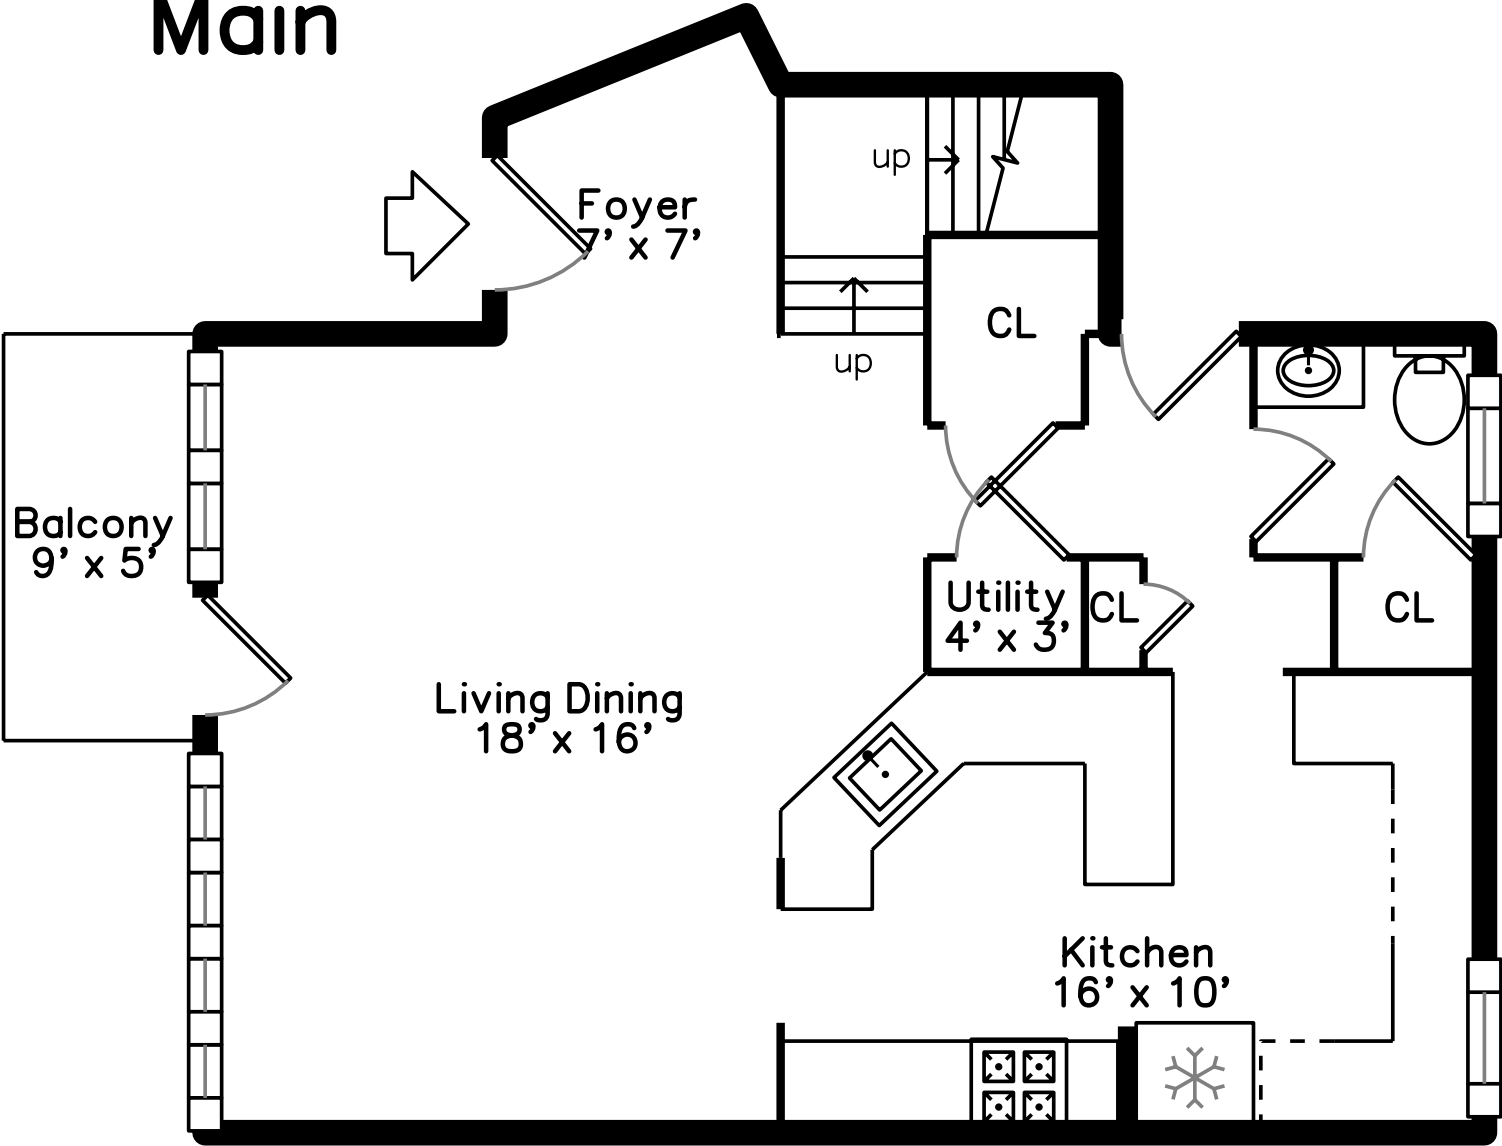 Main
up
Foyer
7' x 7'
CL
up
Balcony
9' x 5'
Utility
4' x 3'
CL
CL
Living Dining
18' x 16'
Kitchen
16' x 10'